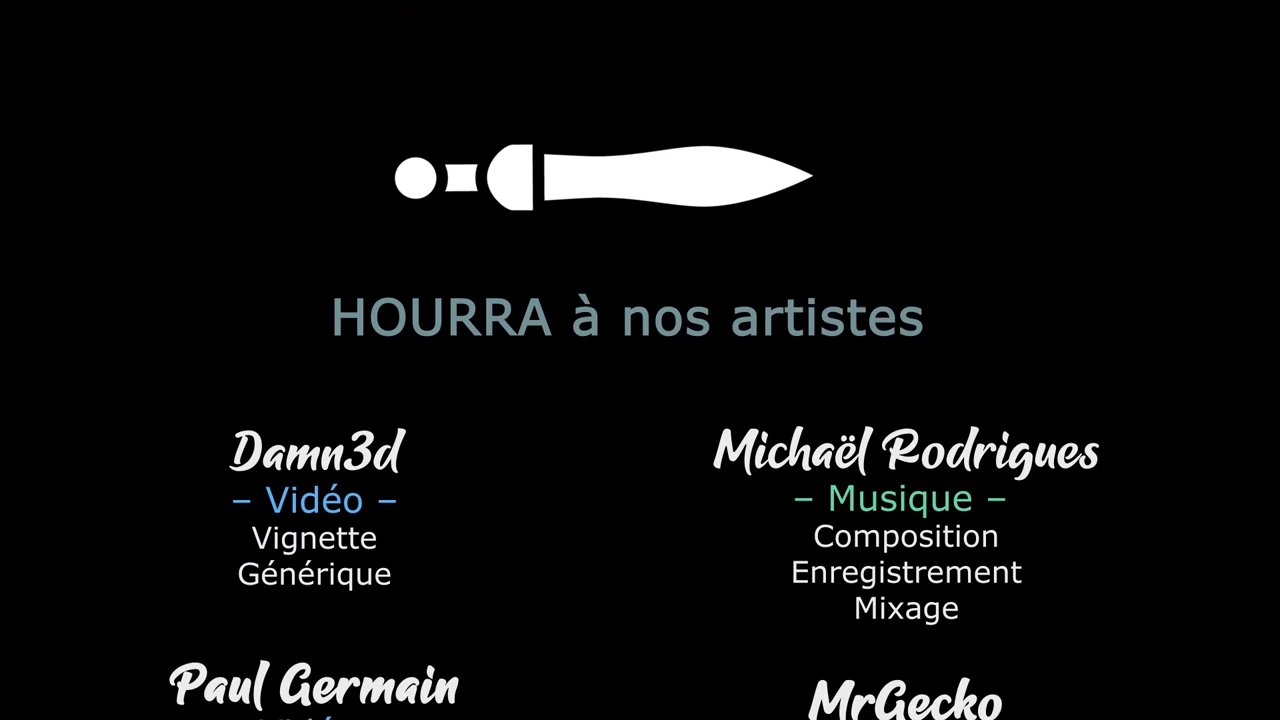 HOURRA à nos artistes
Damn3d
– Vidéo –
Vignette
Générique
Michaël Rodrigues
– Musique –
Composition
Enregistrement
Mixage
Paul Germain
MrGecko